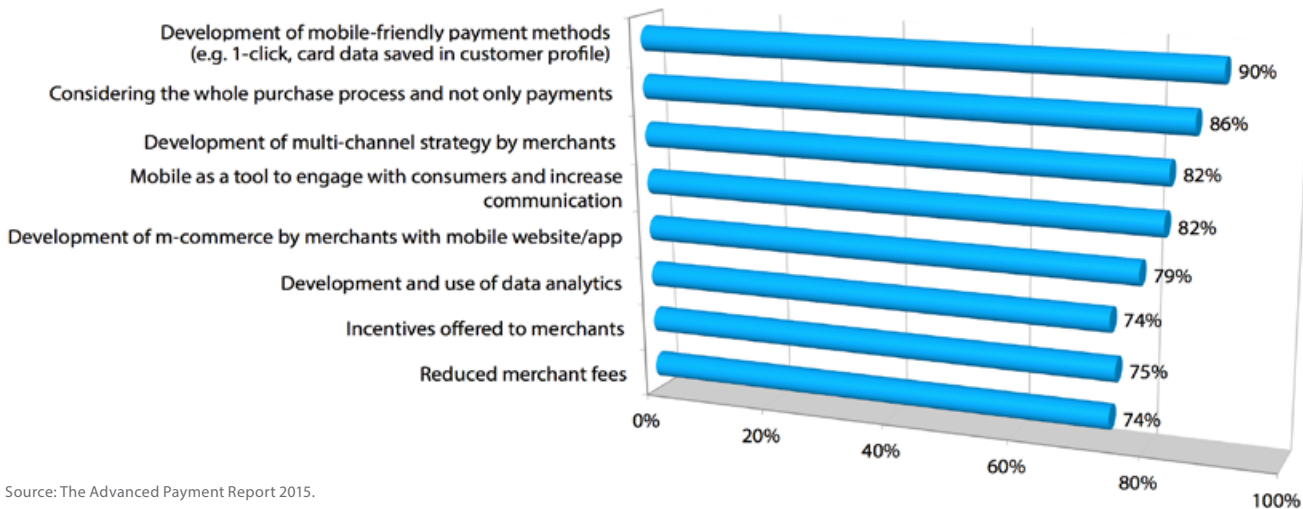 Development of mobile-friendly payment methods
(e.g. 1-click, card data saved in customer profile)
90%
Considering the whole purchase process and not only payments
86%
Development of multi-channel strategy by merchants
82%
Mobile as a tool to engage with consumers and increase
communication
82%
Development of m-commerce by merchants with mobile website/app
79%
Development and use of data analytics
74%
Incentives offered to merchants
75%
Reduced merchant fees
74%
0%
20%
40%
60%
80%
100%
Source: The Advanced Payment Report 2015.